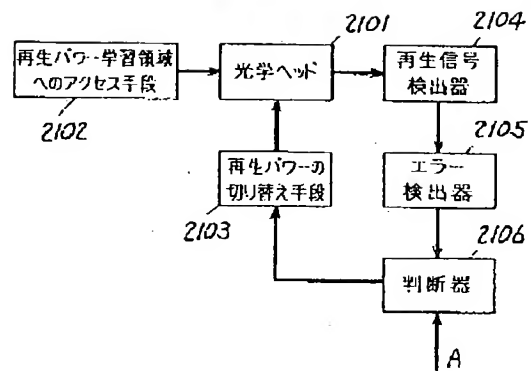 2101
2104
再生パワー学習領域
へのアクセス手段
光学ヘッド
再生信号
検出器
2102
2105
再生パワーの
切り替え手段
エラー
検出器
2103
2106
判断器
A